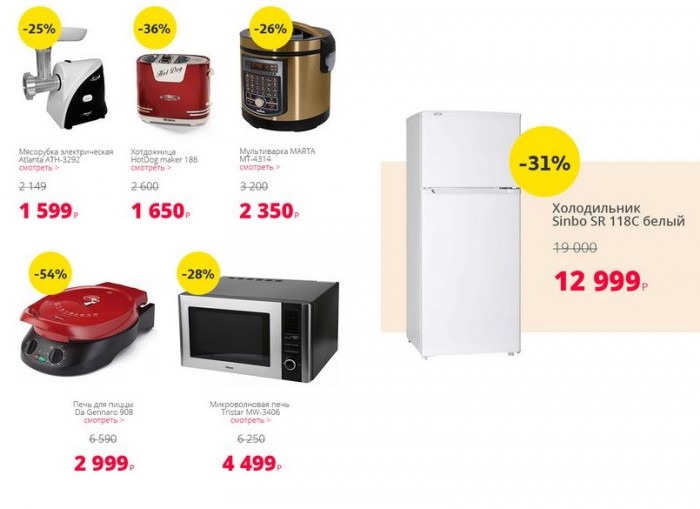 -25%
Мясорубка электрическая
Atlanta ATH-3292
смотреть >
2 149
1 599 Р
-36%
Hot Dog
Хотдожница
HotDog maker 186
смотреть >
2 600
1 650 Р
-26%
Мультиварка MARTA
MT-4314
смотреть >
3 200
2 350 Р
-31%
Холодильник
Sinbo SR 118C белый
19 000
12 999 Р
-54%
Печь для пиццы
Da Gennaro 908
смотреть >
6 590
2 999 Р
-28%
Микроволновая печь
Tristar MW-3406
смотреть >
6 250
4 499 Р